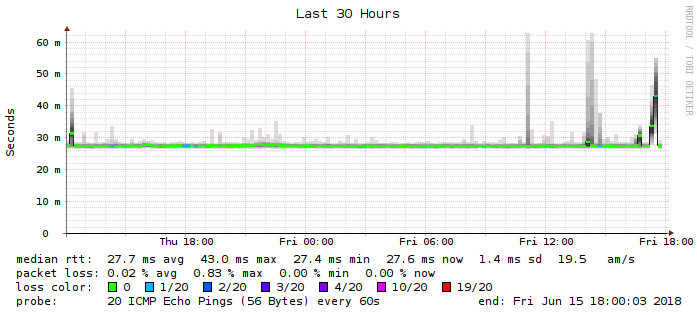 Last 30 Hours
RRDTOOL / TOBI OETIKER
Seconds
60 m
50 m
40 m
30 m
20 m
10 m
0
Thu 18:00 Fri 00:00 Fri 06:00 Fri 12:00 Fri 18:00
median rtt: 27.7 ms avg 43.0 ms max 27.4 ms min 27.6 ms now 1.4 ms sd 19.5 am/s
packet loss: 0.02 % avg 0.83 % max 0.00 % min 0.00 % now
loss color: 0 1/20 2/20 3/20 4/20 10/20 19/20
probe: 20 ICMP Echo Pings (56 Bytes) every 60s end: Fri Jun 15 18:00:03 2018